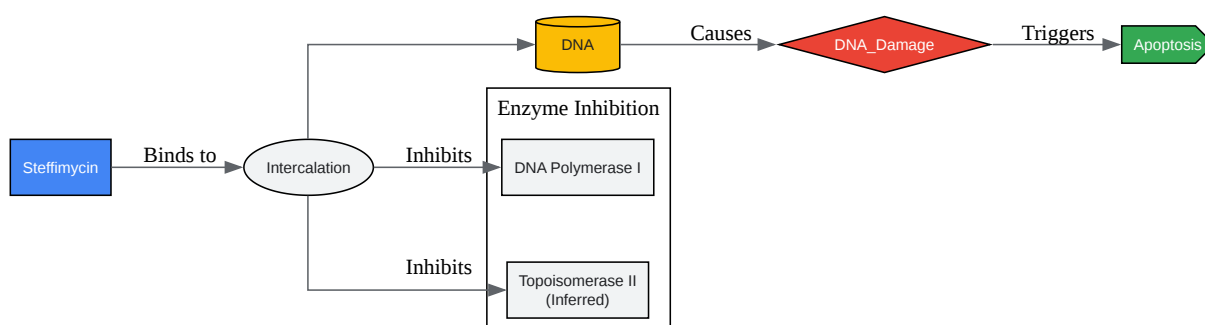 DNA
Causes
DNA_Damage
Triggers
Apoptosis
Enzyme Inhibition
Steffimycin
Binds to
Intercalation
Inhibits
DNA Polymerase I
Inhibits
Topoisomerase II
(Inferred)